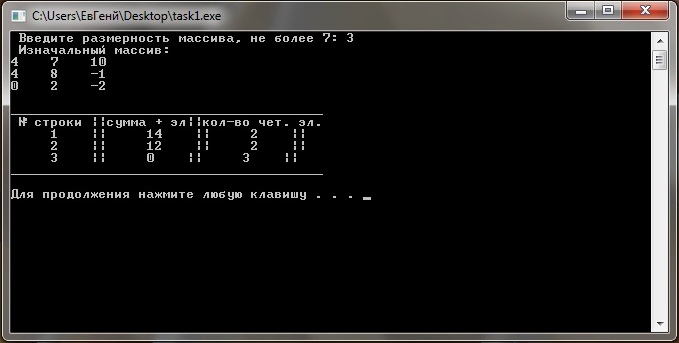 C:\Users\ЕвГений\Desktop\task1.exe
Введите размерность массива, не более 7: 3
Изначальный массив:
4 7 10
4 8 -1
0 2 -2
№ строки ||сумма + эл||кол-во чет. эл.
1 || 14 || 2 ||
2 || 12 || 2 ||
3 || 0 || 3 ||
Для продолжения нажмите любую клавишу . . .